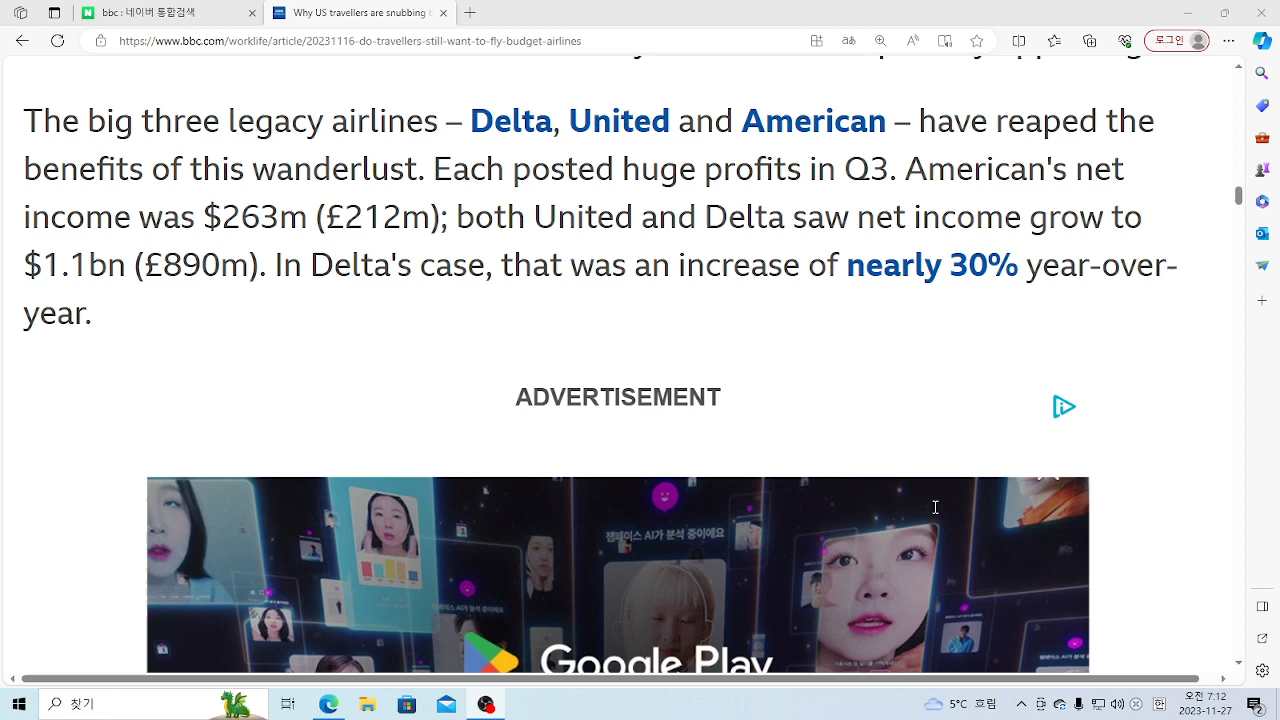 bbc : 네이버 통합검색
Why US travellers are snubbing
https://www.bbc.com/worklife/article/20231116-do-travellers-still-want-to-fly-budget-airlines
로그인
The big three legacy airlines – Delta, United and American – have reaped the
benefits of this wanderlust. Each posted huge profits in Q3. American's net
income was $263m (£212m); both United and Delta saw net income grow to
$1.1bn (£890m). In Delta's case, that was an increase of nearly 30% year-over-
year.
ADVERTISEMENT
잼페이스 AI가 분석 중이에요
Google Play
찾기
5°C 흐림
오전 7:12
2023-11-27